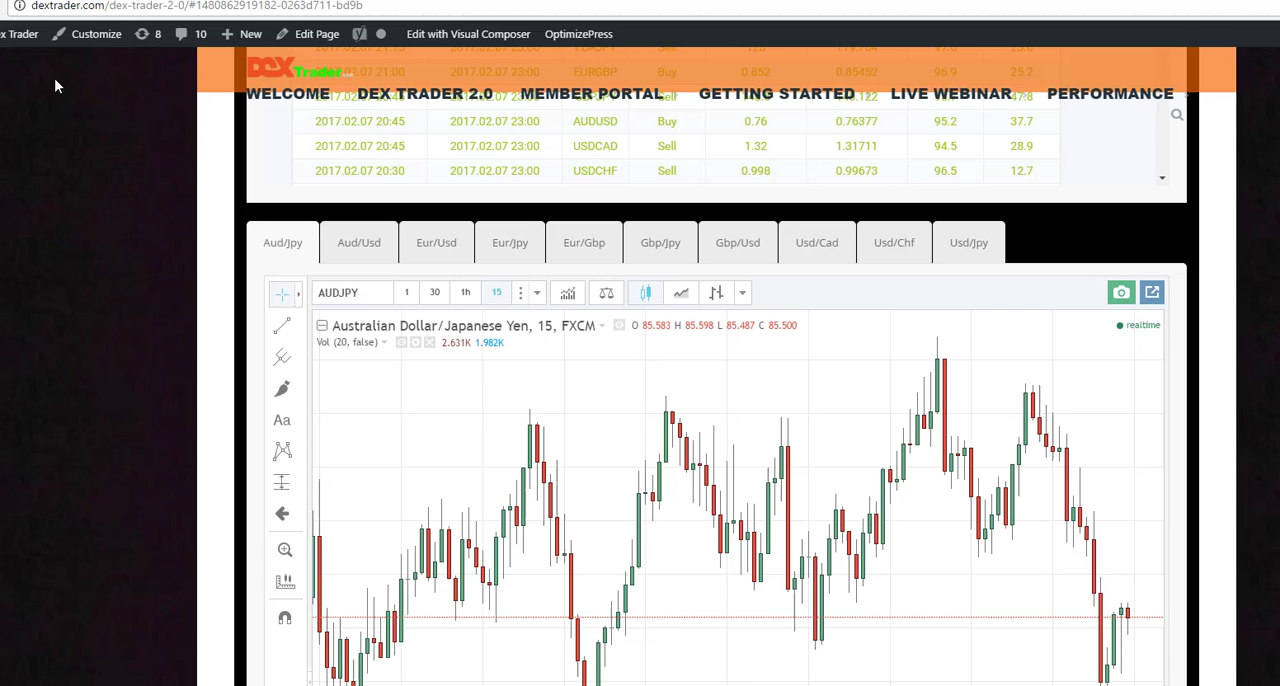 dextrader.com/dex-trader-2-0/#1480862919182-0263d711-bd9b
ex Trader Customize 8 10 New Edit Page Edit with Visual Composer OptimizePress
DEX Trader
2017.02.07 21:00 2017.02.07 23:00 EURGBP Buy 0.852 0.85452 96.9 25.2
WELCOME DEX TRADER 2.0 MEMBER PORTAL GETTING STARTED LIVE WEBINAR PERFORMANCE
47.8
2017.02.07 20:45 2017.02.07 23:00 AUDUSD Buy 0.76 0.76377 95.2 37.7
2017.02.07 20:45 2017.02.07 23:00 USDCAD Sell 1.32 1.31711 94.5 28.9
2017.02.07 20:30 2017.02.07 23:00 USDCHF Sell 0.998 0.99673 96.5 12.7
Aud/Jpy Aud/Usd Eur/Usd Eur/Jpy Eur/Gbp Gbp/Jpy Gbp/Usd Usd/Cad Usd/Chf Usd/Jpy
AUDJPY 1 30 1h 15
Australian Dollar/Japanese Yen, 15, FXCM O 85.583 H 85.598 L 85.487 C 85.500 realtime
Vol (20, false) 2.631K 1.982K
Aa